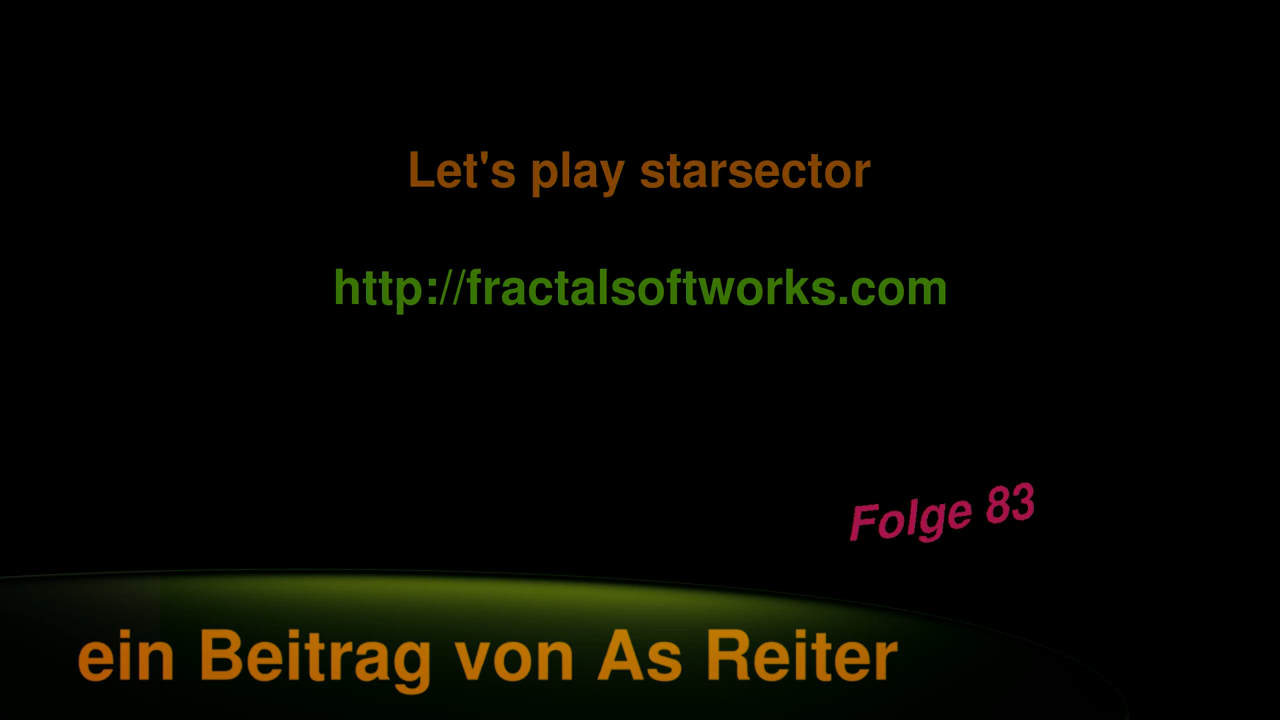 Let's play starsector
http://fractalsoftworks.com
Folge 83
ein Beitrag von As Reiter